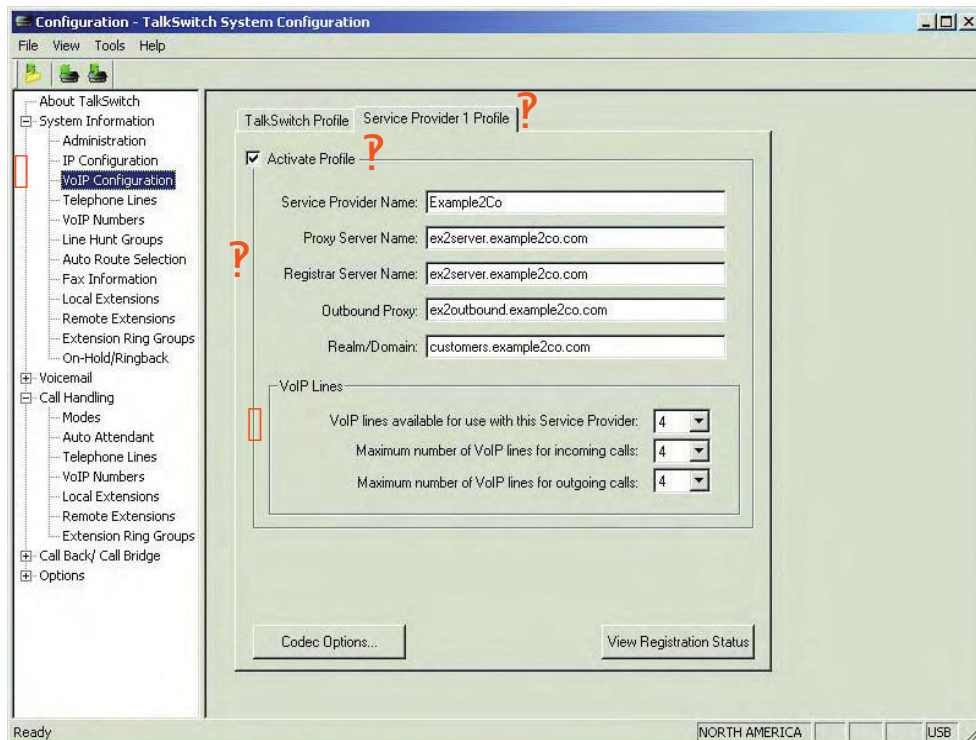 Configuration - TalkSwitch System Configuration
File View Tools Help
About TalkSwitch
System Information
Administration
IP Configuration
VoIP Configuration
Telephone Lines
VoIP Numbers
Line Hunt Groups
Auto Route Selection
Fax Information
Local Extensions
Remote Extensions
Extension Ring Groups
On-Hold/Ringback
Voicemail
Call Handling
Modes
Auto Attendant
Telephone Lines
VoIP Numbers
Local Extensions
Remote Extensions
Extension Ring Groups
Call Back/ Call Bridge
Options
TalkSwitch Profile Service Provider 1 Profile ‽
Activate Profile ‽
‽
Service Provider Name: Example2Co
Proxy Server Name: ex2server.example2co.com
Registrar Server Name: ex2server.example2co.com
Outbound Proxy: ex2outbound.example2co.com
Realm/Domain: customers.example2co.com
VoIP Lines
VoIP lines available for use with this Service Provider: 4
Maximum number of VoIP lines for incoming calls: 4
Maximum number of VoIP lines for outgoing calls: 4
Codec Options... View Registration Status
Ready NORTH AMERICA USB